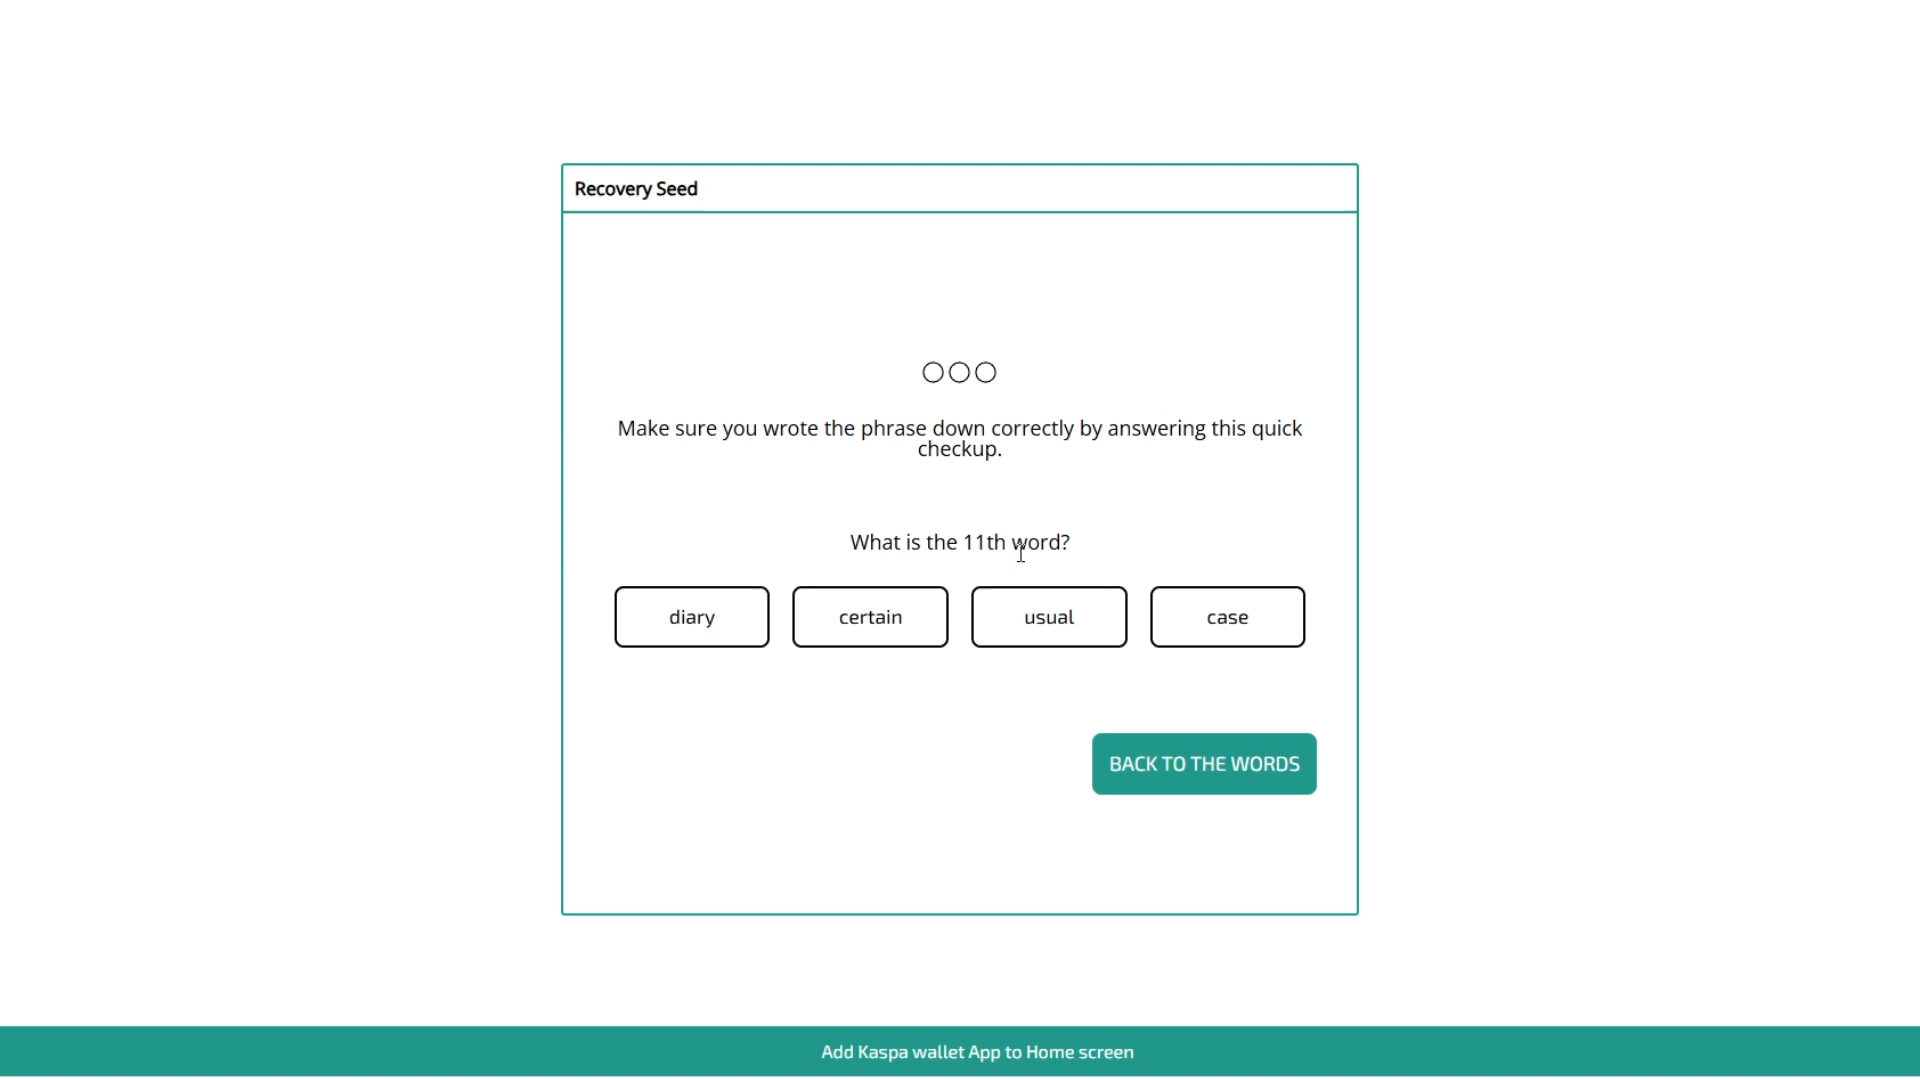 Recovery Seed
Make sure you wrote the phrase down correctly by answering this quick
checkup.
What is the 11th word?
diary
certain
usual
case
BACK TO THE WORDS
Add Kaspa wallet App to Home screen